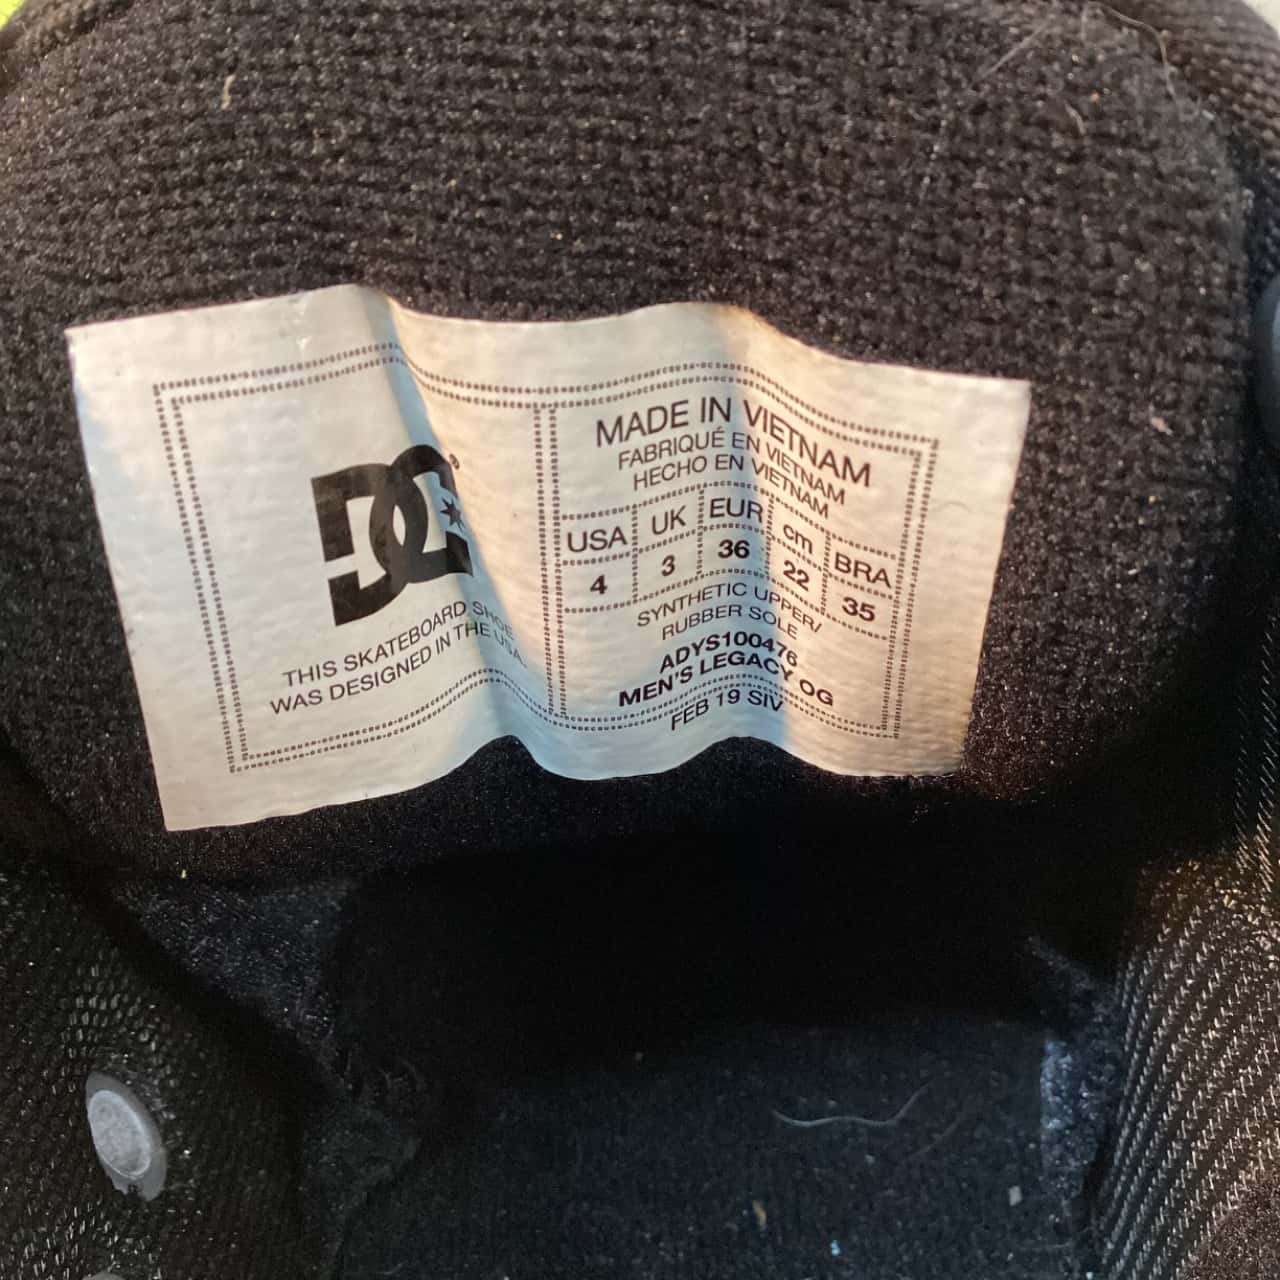 DC®
THIS SKATEBOARD SHOE
WAS DESIGNED IN THE USA.
MADE IN VIETNAM
FABRIQUÉ EN VIETNAM
HECHO EN VIETNAM
USA UK EUR cm BRA
4 3 36 22 35
SYNTHETIC UPPER/
RUBBER SOLE
ADYS100476
MEN'S LEGACY OG
FEB 19 SIV